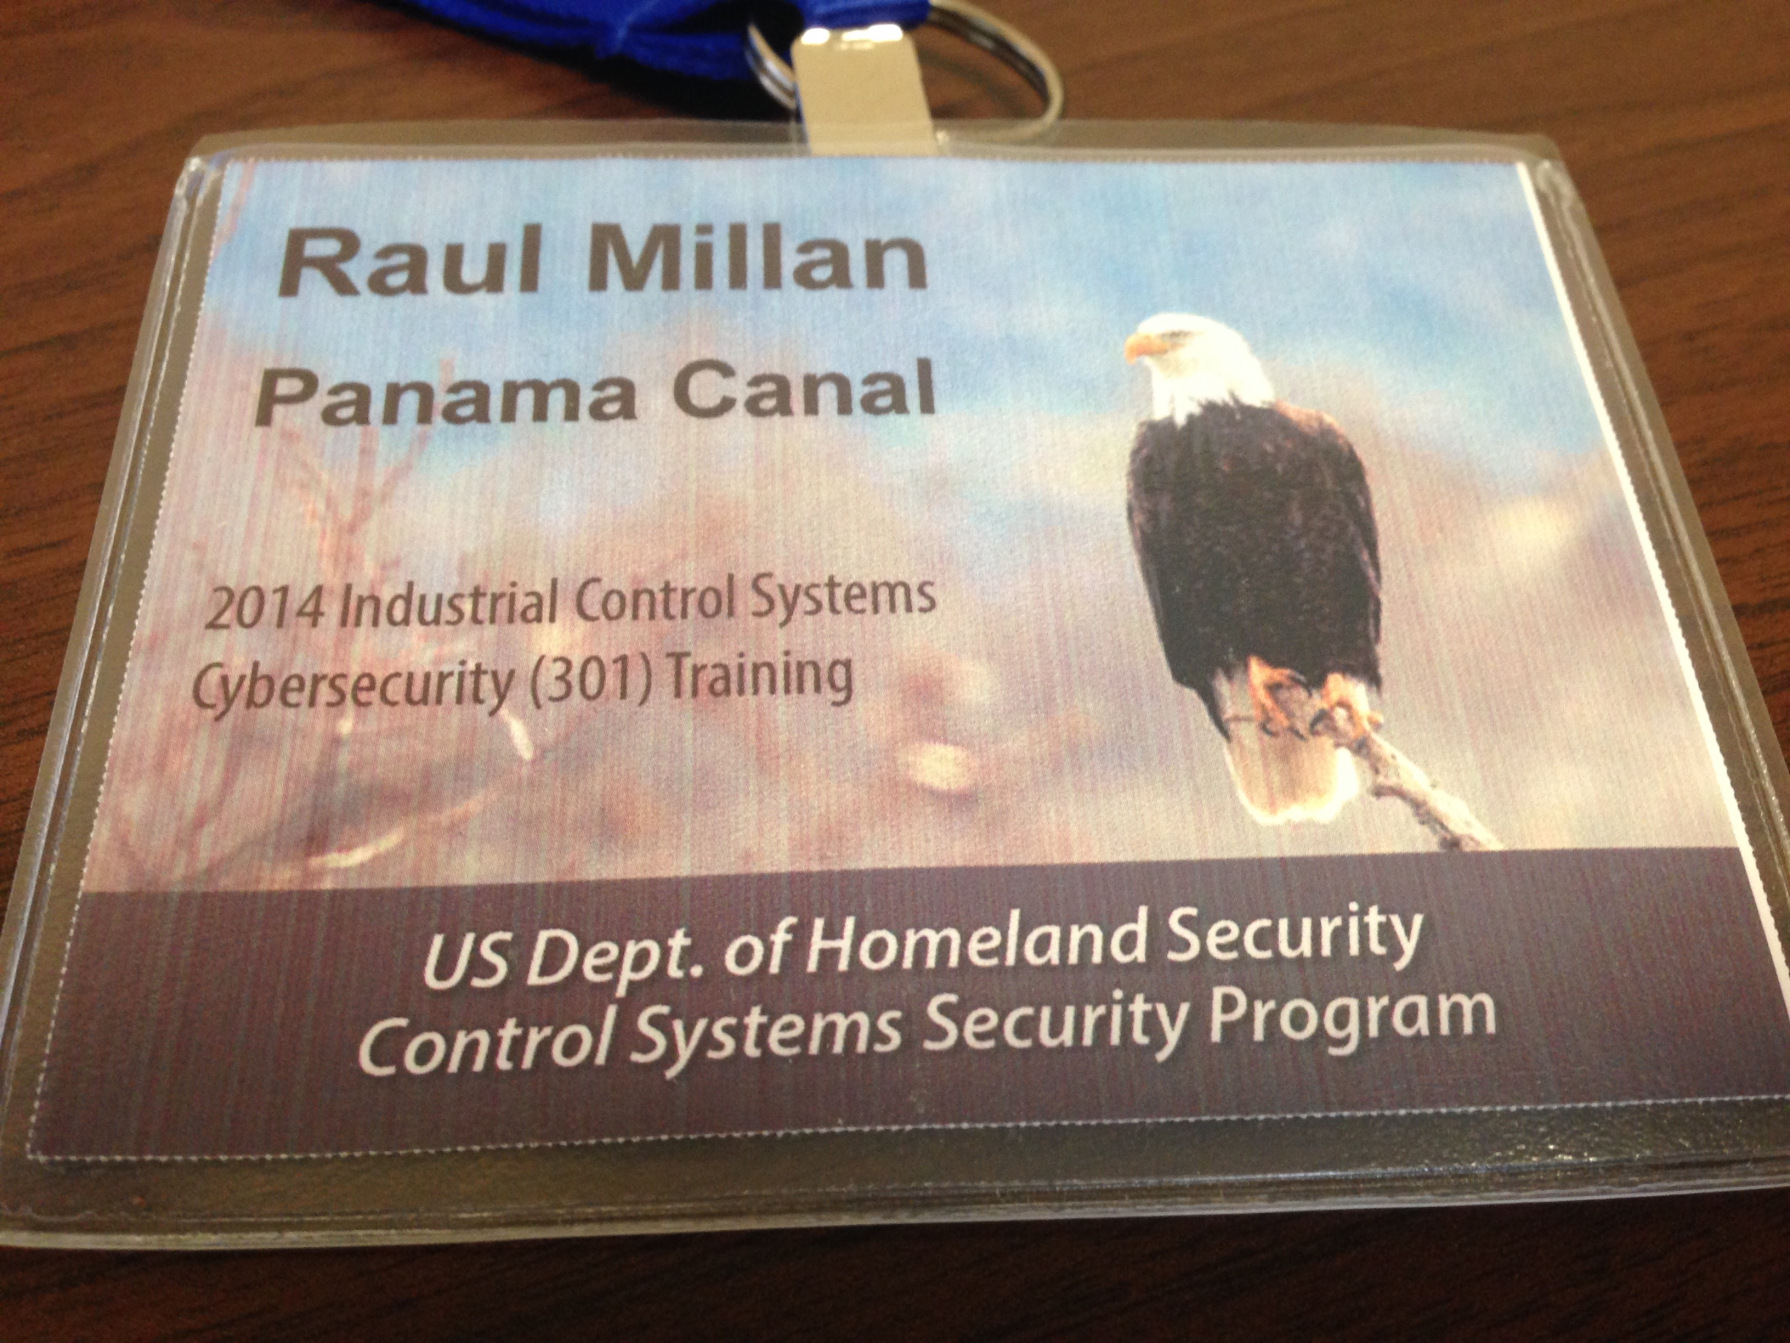 Raul Millan
Panama Canal
2014 Industrial Control Systems
Cybersecurity (301) Training
US Dept. of Homeland Security
Control Systems Security Program